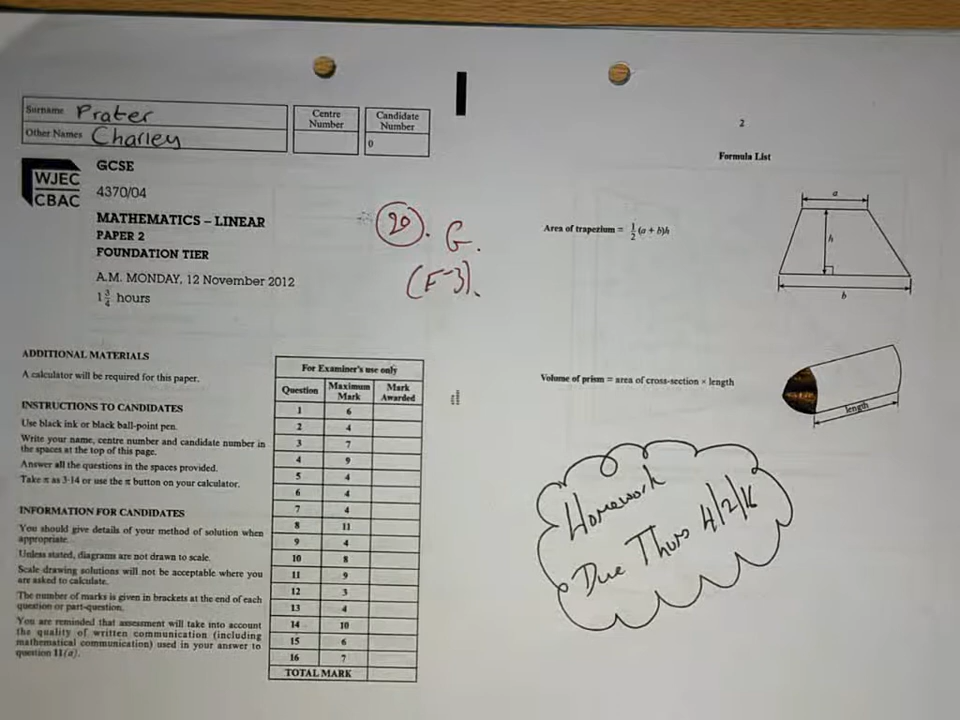 Surname Prater
Other Names Charley
Centre Number
Candidate Number
0
WJEC
CBAC
GCSE
4370/04
MATHEMATICS – LINEAR
PAPER 2
FOUNDATION TIER
A.M. MONDAY, 12 November 2012
1 3/4 hours
20. G.
(F-3).
ADDITIONAL MATERIALS
A calculator will be required for this paper.
INSTRUCTIONS TO CANDIDATES
Use black ink or black ball-point pen.
Write your name, centre number and candidate number in
the spaces at the top of this page.
Answer all the questions in the spaces provided.
Take π as 3·14 or use the π button on your calculator.
INFORMATION FOR CANDIDATES
You should give details of your method of solution when
appropriate.
Unless stated, diagrams are not drawn to scale.
Scale drawing solutions will not be acceptable where you
are asked to calculate.
The number of marks is given in brackets at the end of each
question or part-question.
You are reminded that assessment will take into account
the quality of written communication (including
mathematical communication) used in your answer to
question 11(a).
For Examiner's use only
Question Maximum Mark Mark Awarded
1 6
2 4
3 7
4 9
5 4
6 4
7 4
8 11
9 4
10 8
11 9
12 3
13 4
14 10
15 6
16 7
TOTAL MARK
2
Formula List
Area of trapezium = 1/2 (a + b)h
a
h
b
Volume of prism = area of cross-section × length
length
Homework
Due Thurs 4/2/16